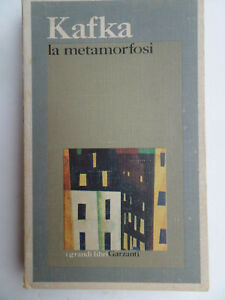 Kafka
la metamorfosi
i grandi libri Garzanti